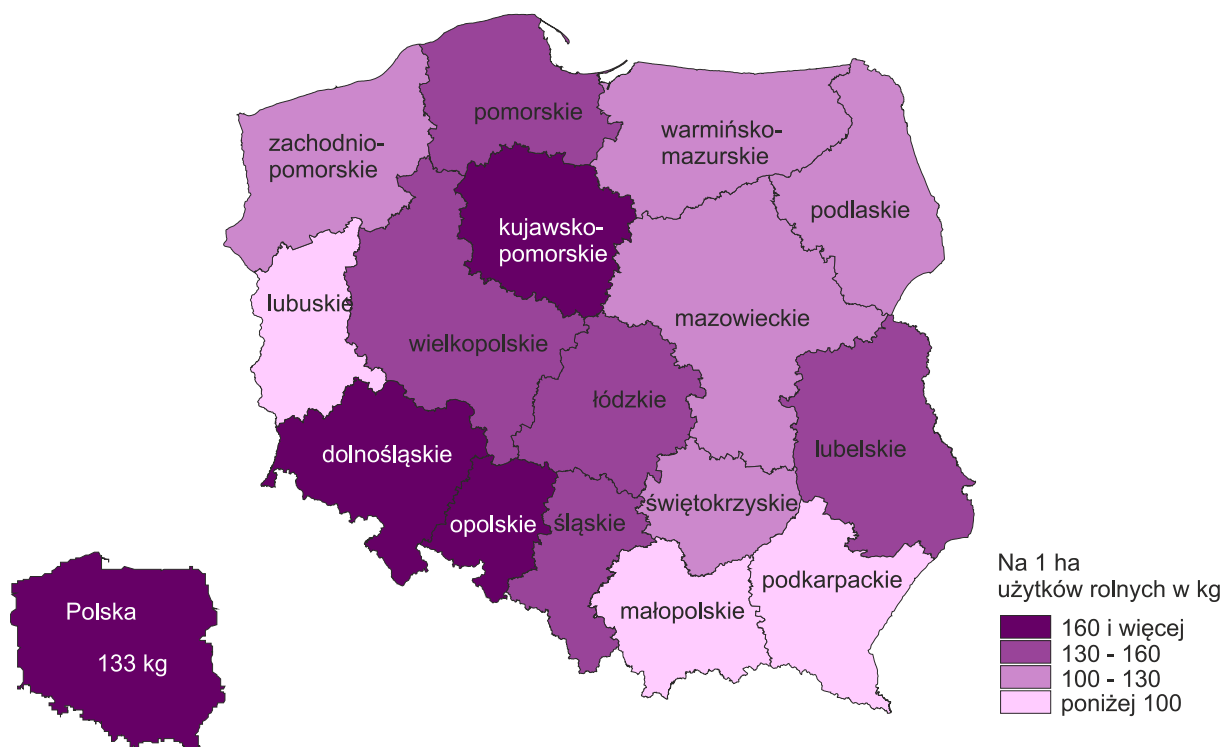 pomorskie
zachodnio-
pomorskie
warmińsko-
mazurskie
podlaskie
kujawsko-
pomorskie
lubuskie
mazowieckie
wielkopolskie
łódzkie
lubelskie
dolnośląskie
świętokrzyskie
opolskie
śląskie
podkarpackie
małopolskie
Polska
133 kg
Na 1 ha
użytków rolnych w kg
160 i więcej
130 - 160
100 - 130
poniżej 100